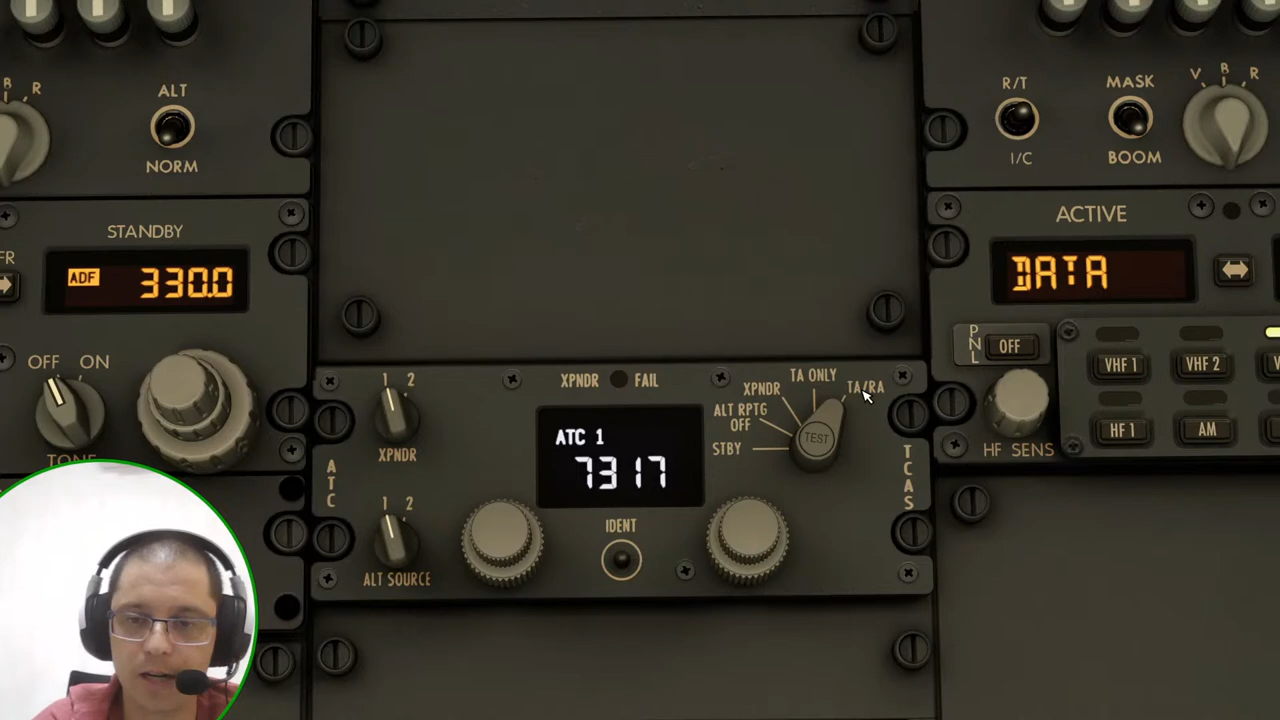 B
R
ALT
NORM
R/T
I/C
MASK
BOOM
V
B
R
STANDBY
ADF 330.0
OFF ON
ACTIVE
DATA
PNL
OFF
VHF 1
VHF 2
HF SENS
HF 1
AM
1 2
XPNDR
XPNDR FAIL
ATC 1
7317
ATC
1 2
ALT SOURCE
IDENT
STBY
ALT RPTG
OFF
XPNDR
TA ONLY
TA/RA
TEST
TCAS